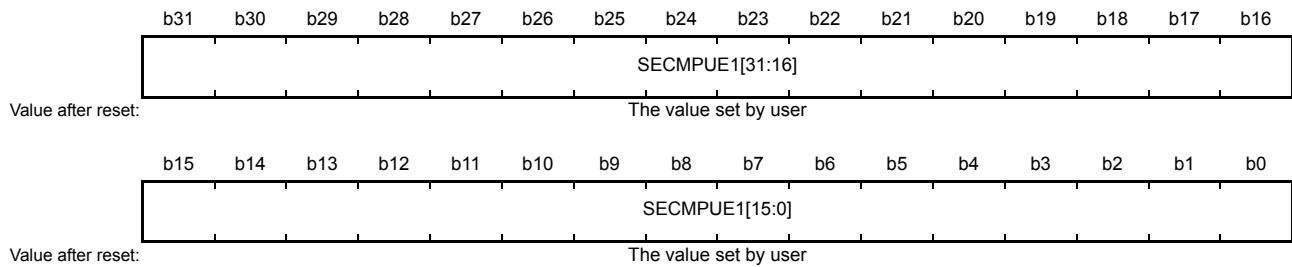 b31 b30 b29 b28 b27 b26 b25 b24 b23 b22 b21 b20 b19 b18 b17 b16
SECMPUE1[31:16]
Value after reset: The value set by user
b15 b14 b13 b12 b11 b10 b9 b8 b7 b6 b5 b4 b3 b2 b1 b0
SECMPUE1[15:0]
Value after reset: The value set by user